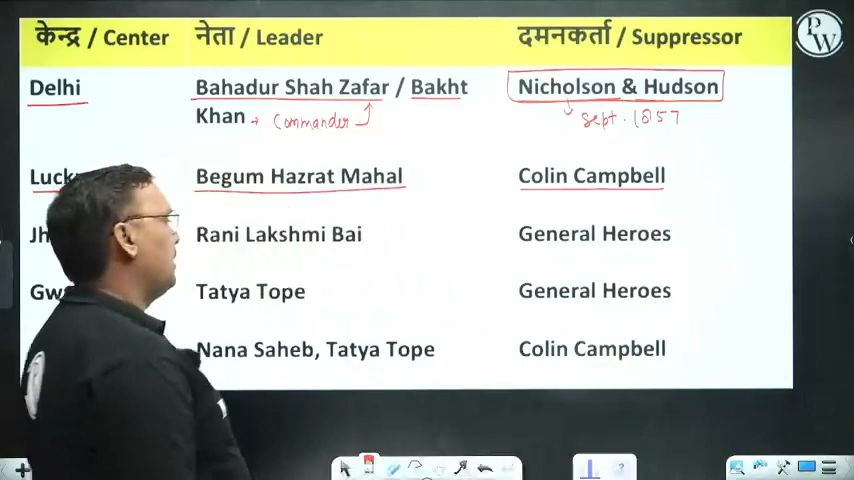 केन्द्र / Center नेता / Leader दमनकर्ता / Suppressor
Delhi Bahadur Shah Zafar / Bakht Nicholson & Hudson
Khan → Commander Sept. 1857
Begum Hazrat Mahal Colin Campbell
Rani Lakshmi Bai General Heroes
Tatya Tope General Heroes
Nana Saheb, Tatya Tope Colin Campbell
PW